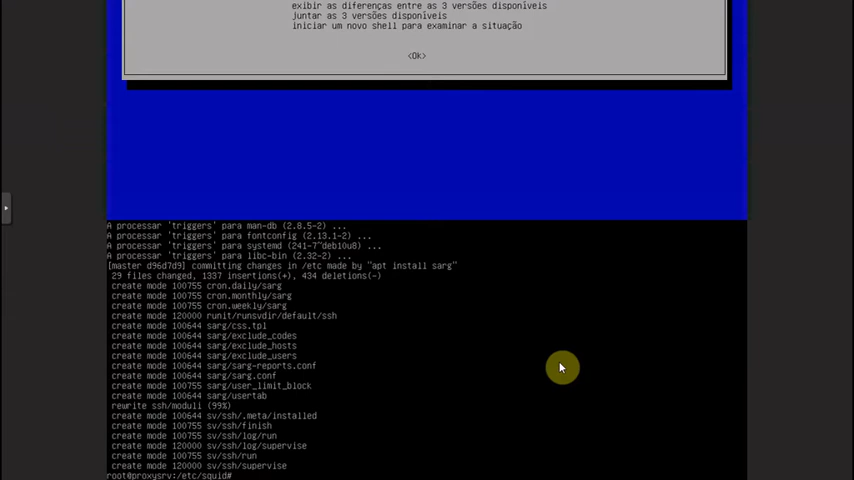 exibir as diferenças entre as 3 versões disponíveis
juntar as 3 versões disponíveis
iniciar um novo shell para examinar a situação
<Ok>
A processar 'triggers' para man-db (2.8.5-2) ...
A processar 'triggers' para fontconfig (2.13.1-2) ...
A processar 'triggers' para systemd (241-7~deb10u8) ...
A processar 'triggers' para libc-bin (2.32-2) ...
[master d96d7d9] committing changes in /etc made by "apt install sarg"
29 files changed, 1337 insertions(+), 434 deletions(-)
create mode 100755 cron.daily/sarg
create mode 100755 cron.monthly/sarg
create mode 100755 cron.weekly/sarg
create mode 120000 runit/runsvdir/default/ssh
create mode 100644 sarg/css.tpl
create mode 100644 sarg/exclude_codes
create mode 100644 sarg/exclude_hosts
create mode 100644 sarg/exclude_users
create mode 100644 sarg/sarg-reports.conf
create mode 100644 sarg/sarg.conf
create mode 100755 sarg/user_limit_block
create mode 100644 sarg/usertab
rewrite ssh/moduli (99%)
create mode 100644 sv/ssh/.meta/installed
create mode 100755 sv/ssh/finish
create mode 100755 sv/ssh/log/run
create mode 120000 sv/ssh/log/supervise
create mode 100755 sv/ssh/run
create mode 120000 sv/ssh/supervise
root@proxysrv:/etc/squid#